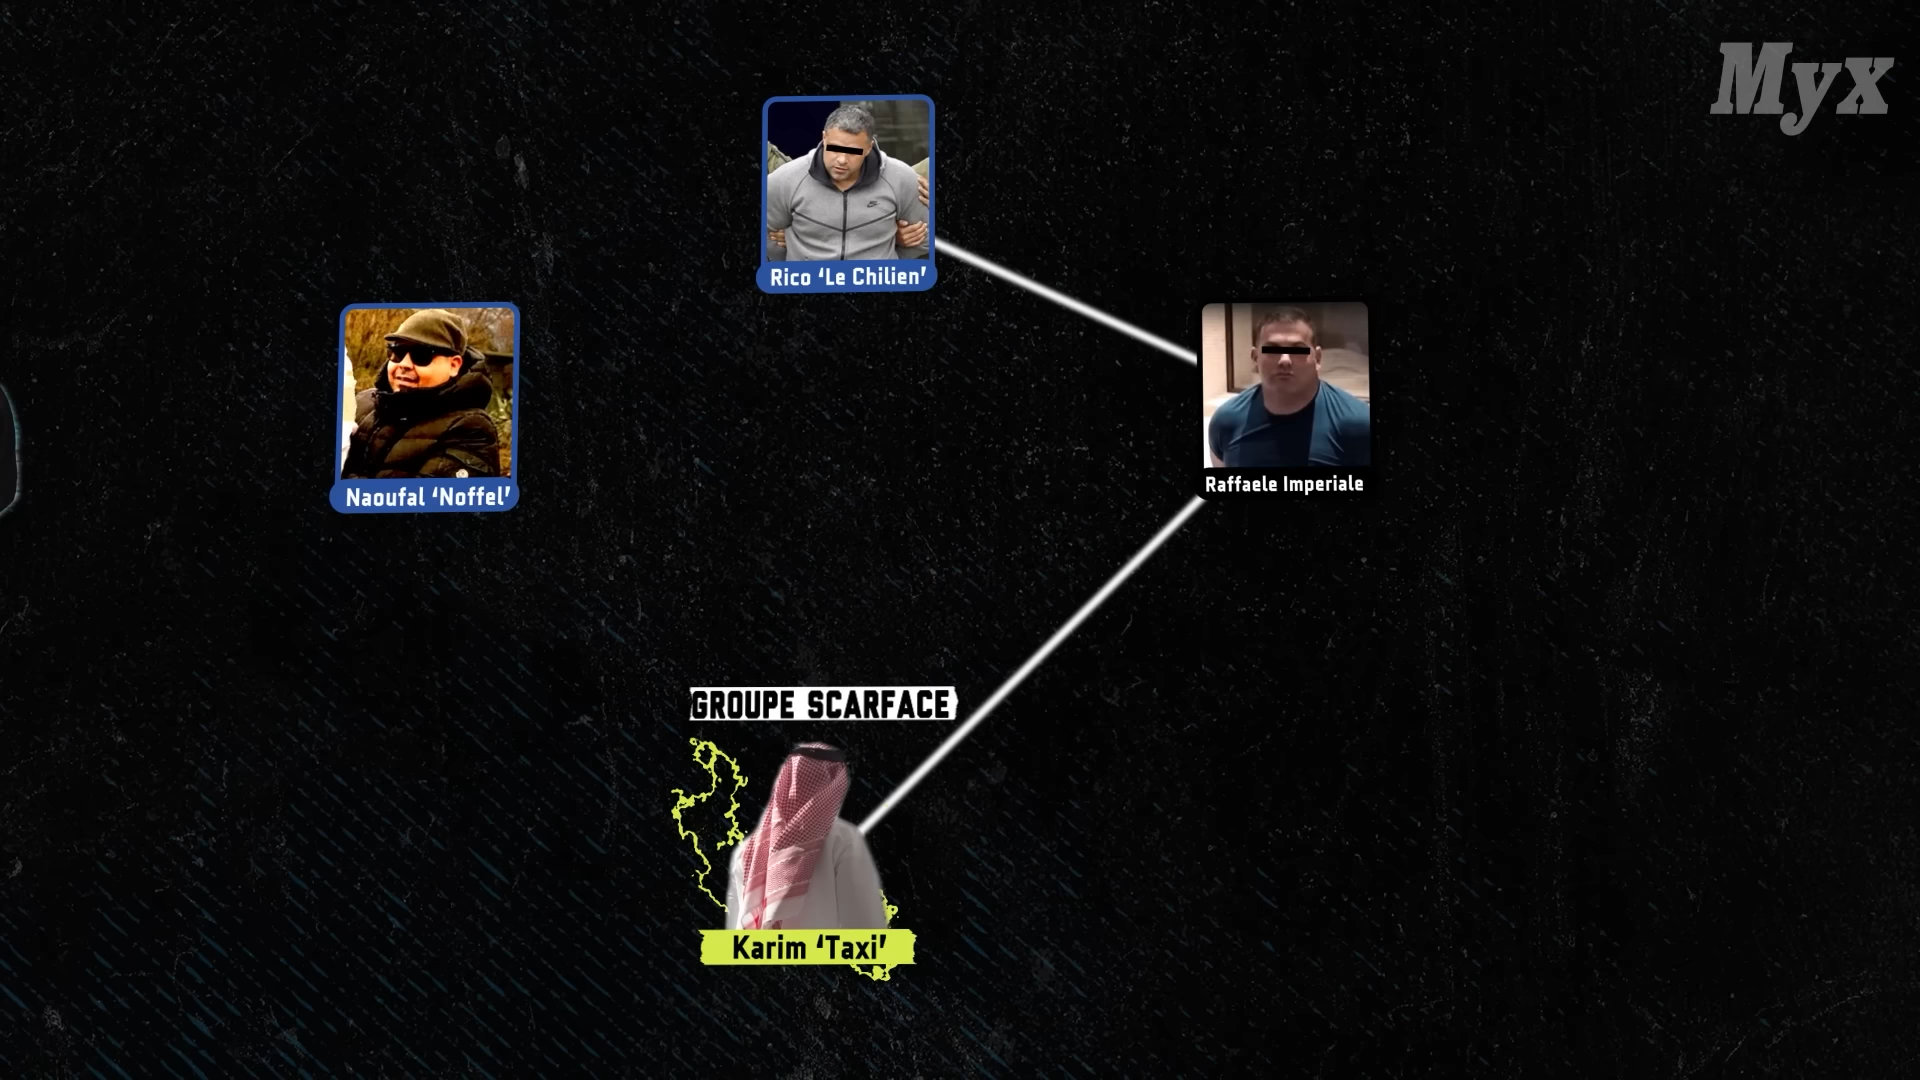 Myx
Rico ‘Le Chilien’
Naoufal ‘Noffel’
Raffaele Imperiale
GROUPE SCARFACE
Karim ‘Taxi’